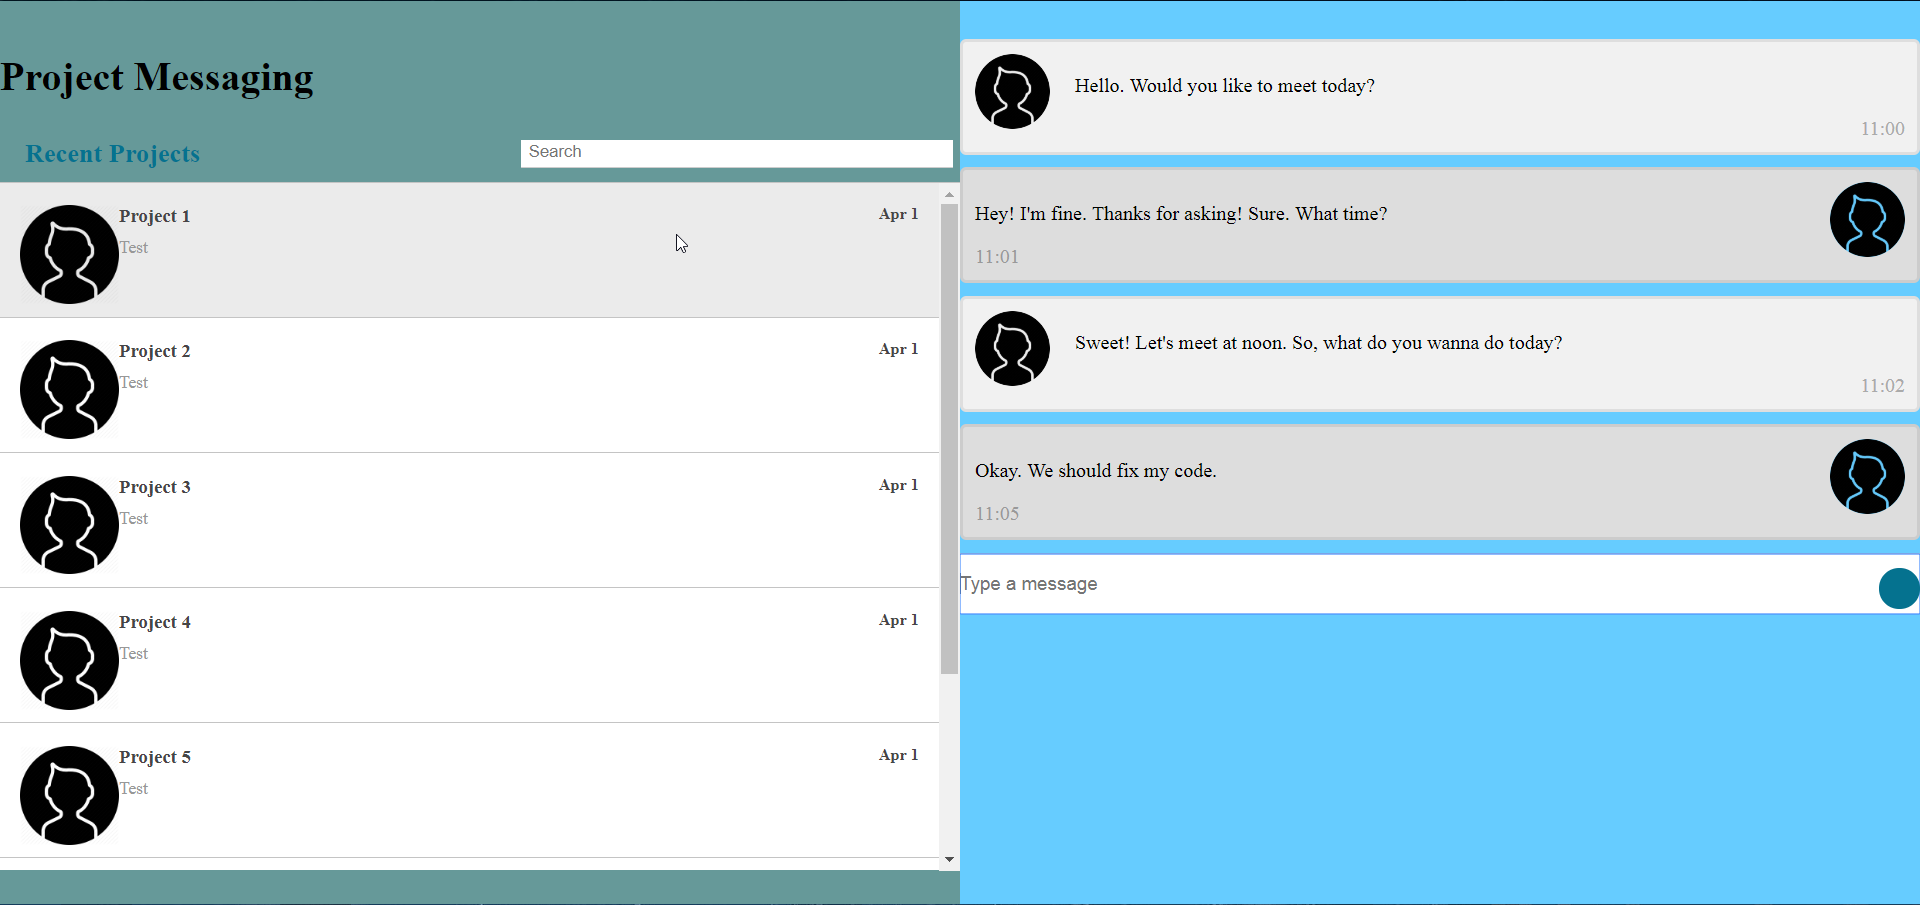 Project Messaging
Recent Projects
Search
Project 1
Apr 1
Test
Project 2
Apr 1
Test
Project 3
Apr 1
Test
Project 4
Apr 1
Test
Project 5
Apr 1
Test
Hello. Would you like to meet today?
11:00
Hey! I'm fine. Thanks for asking! Sure. What time?
11:01
Sweet! Let's meet at noon. So, what do you wanna do today?
11:02
Okay. We should fix my code.
11:05
Type a message